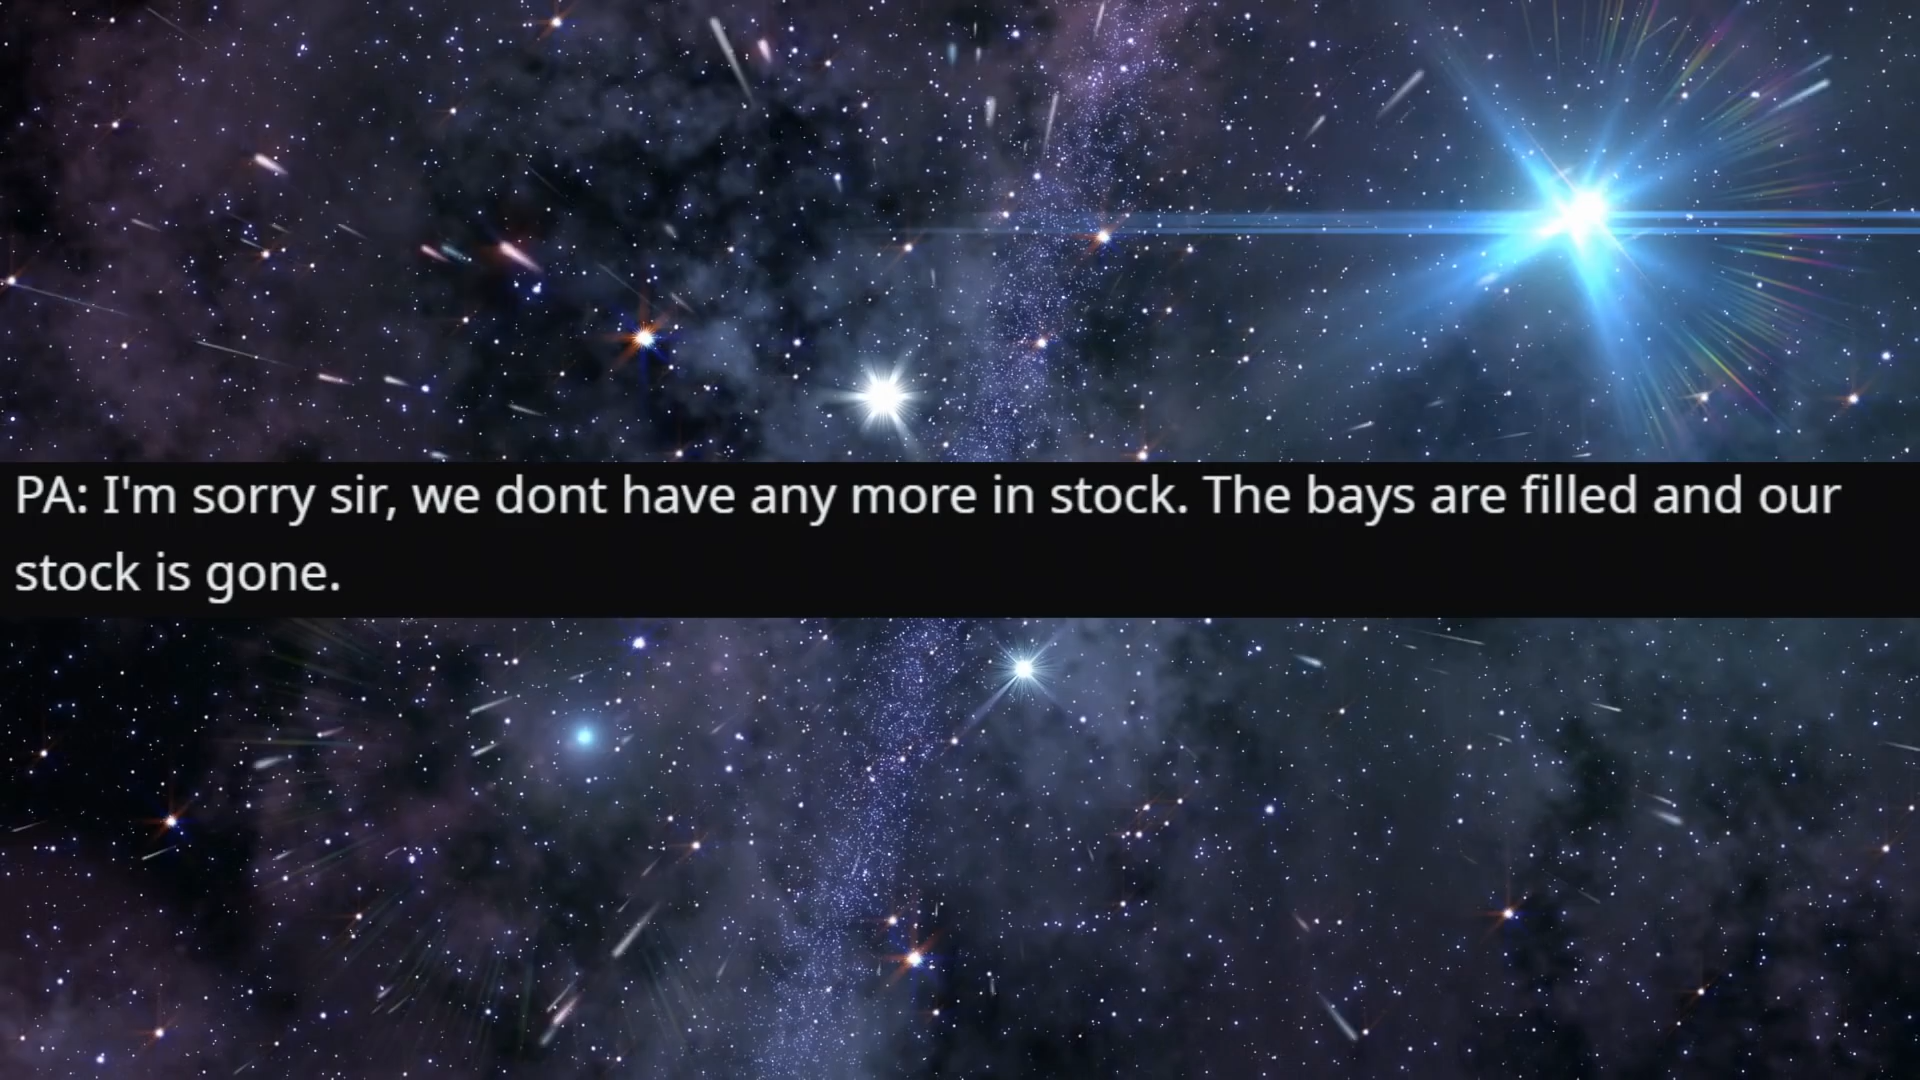 PA: I'm sorry sir, we dont have any more in stock. The bays are filled and our
stock is gone.